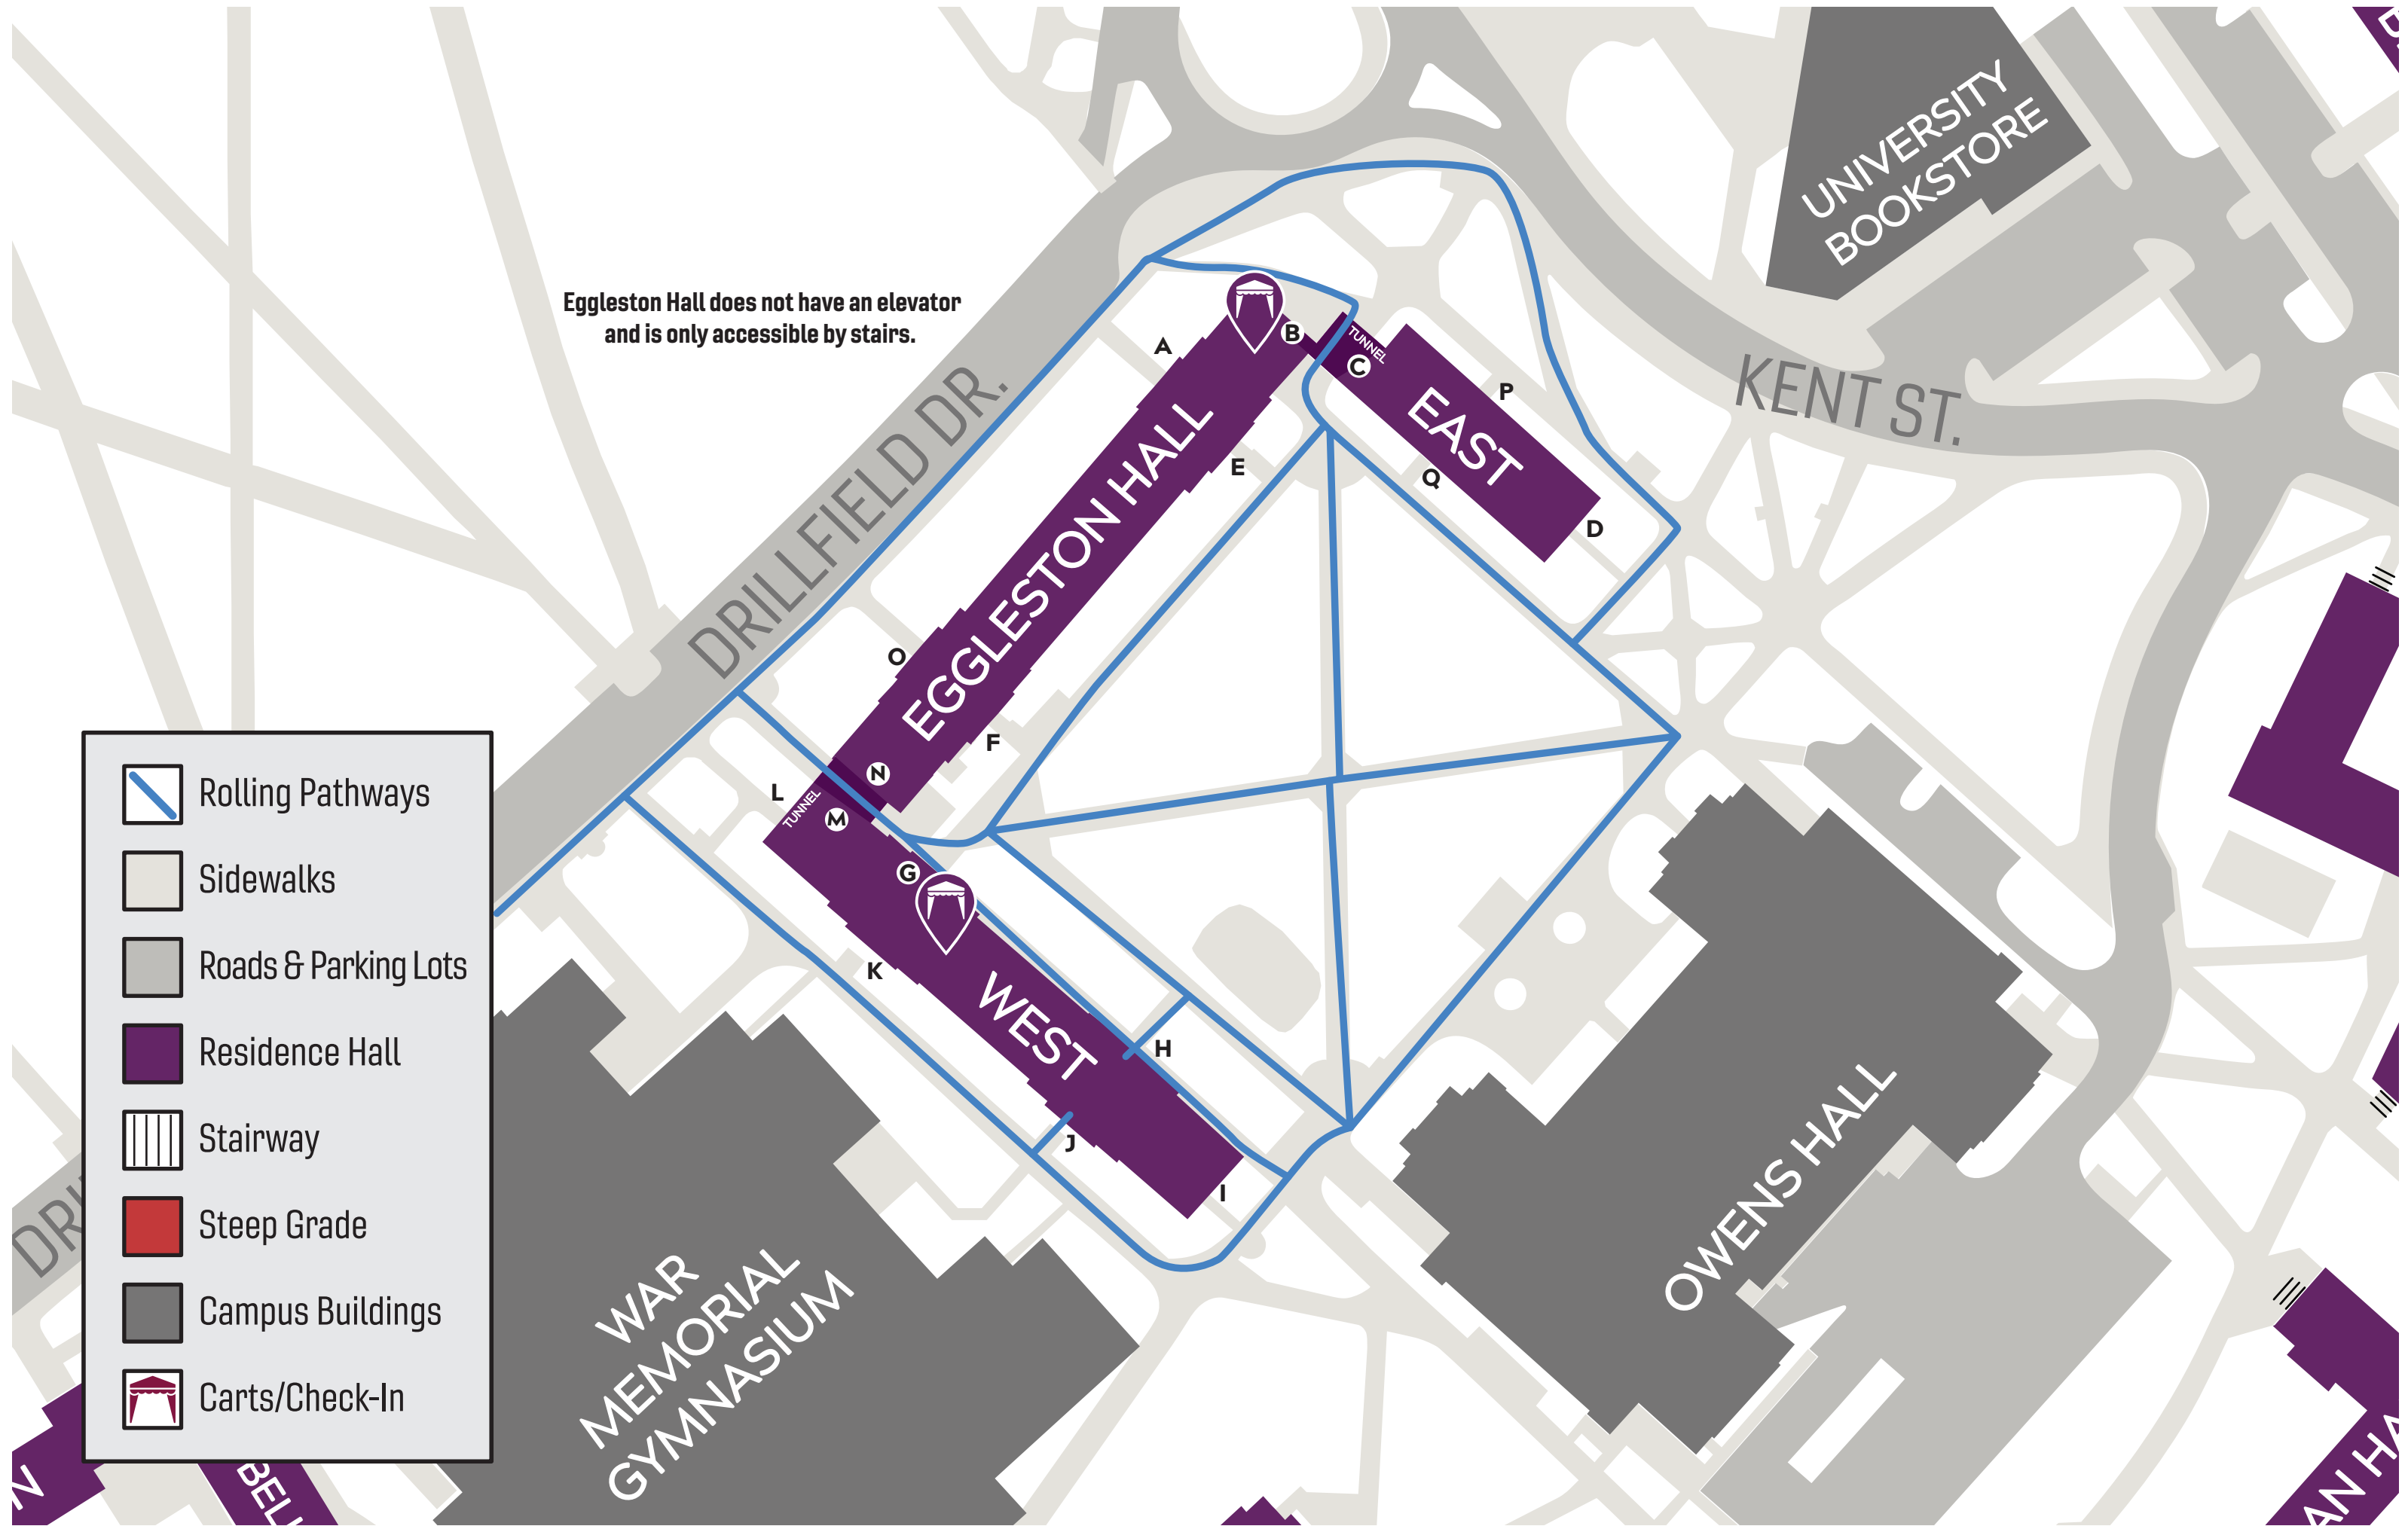 UNIVERSITY
BOOKSTORE
Eggleston Hall does not have an elevator
and is only accessible by stairs.
DRILLFIELD DR.
KENT ST.
A
B
TUNNEL
C
P
EAST
Q
D
E
EGGLESTON HALL
O
F
N
L
TUNNEL
M
G
K
WEST
H
J
I
Rolling Pathways
Sidewalks
Roads & Parking Lots
Residence Hall
Stairway
Steep Grade
Campus Buildings
Carts/Check-In
OWENS HALL
WAR
MEMORIAL
GYMNASIUM